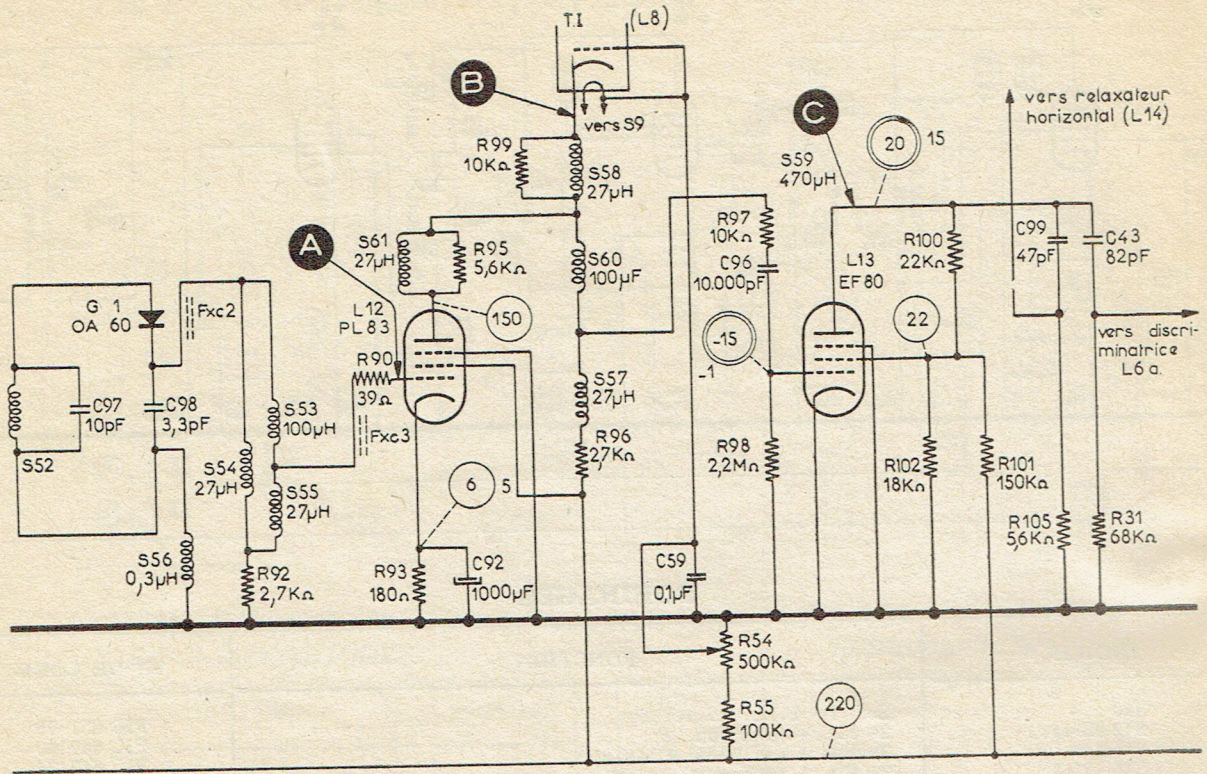 T.I
(L8)
B
vers S9
R99
10KΩ
S58
27µH
C
S59
470µH
20
15
vers relaxateur
horizontal (L14)
A
S61
27µH
R95
5,6KΩ
S60
100µF
R97
10KΩ
C96
10.000pF
L13
EF80
R100
22KΩ
C99
47pF
C43
82pF
G 1
OA 60
Fxc2
L12
PL 83
150
-15
-1
22
vers discri-
minatrice
L6 a.
R90
39Ω
Fxc3
C97
10pF
C98
3,3pF
S52
S53
100µH
S54
27µH
S55
27µH
S57
27µH
R96
2,7KΩ
R98
2,2MΩ
R102
18KΩ
R101
150KΩ
6
5
S56
0,3µH
R92
2,7KΩ
R93
180Ω
C92
1000µF
C59
0,1µF
R105
5,6KΩ
R31
68KΩ
R54
500KΩ
R55
100KΩ
220